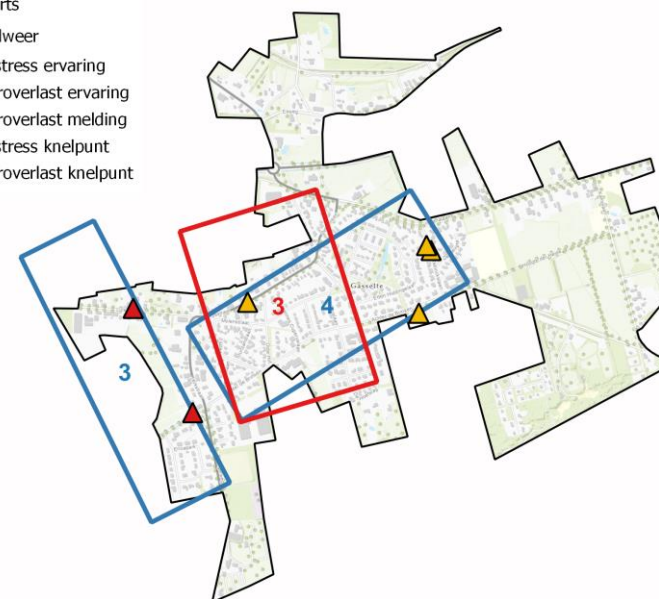 rts
lweer
stress ervaring
roverlast ervaring
roverlast melding
stress knelpunt
roverlast knelpunt
Gasselte
3
4
3